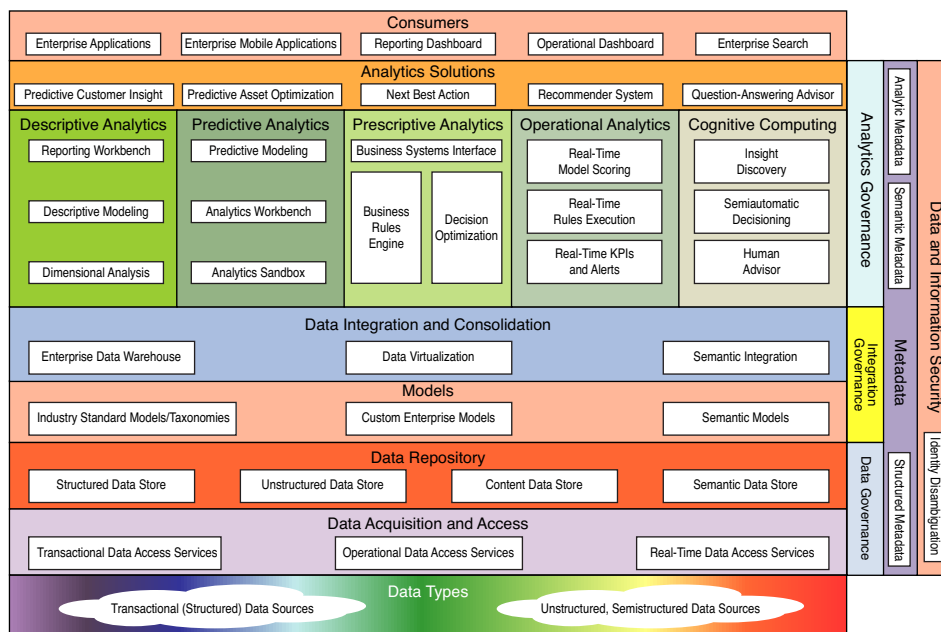 Consumers
Enterprise Applications
Enterprise Mobile Applications
Reporting Dashboard
Operational Dashboard
Enterprise Search
Analytics Solutions
Predictive Customer Insight
Predictive Asset Optimization
Next Best Action
Recommender System
Question-Answering Advisor
Descriptive Analytics
Reporting Workbench
Descriptive Modeling
Dimensional Analysis
Predictive Analytics
Predictive Modeling
Analytics Workbench
Analytics Sandbox
Prescriptive Analytics
Business Systems Interface
Business
Rules
Engine
Decision
Optimization
Operational Analytics
Real-Time
Model Scoring
Real-Time
Rules Execution
Real-Time KPIs
and Alerts
Cognitive Computing
Insight
Discovery
Semiautomatic
Decisioning
Human
Advisor
Data Integration and Consolidation
Enterprise Data Warehouse
Data Virtualization
Semantic Integration
Models
Industry Standard Models/Taxonomies
Custom Enterprise Models
Semantic Models
Data Repository
Structured Data Store
Unstructured Data Store
Content Data Store
Semantic Data Store
Data Acquisition and Access
Transactional Data Access Services
Operational Data Access Services
Real-Time Data Access Services
Data Types
Transactional (Structured) Data Sources
Unstructured, Semistructured Data Sources
Analytics Governance
Integration
Governance
Data Governance
Analytic Metadata
Semantic Metadata
Metadata
Structured Metadata
Data and Information Security
Identity Disambiguation